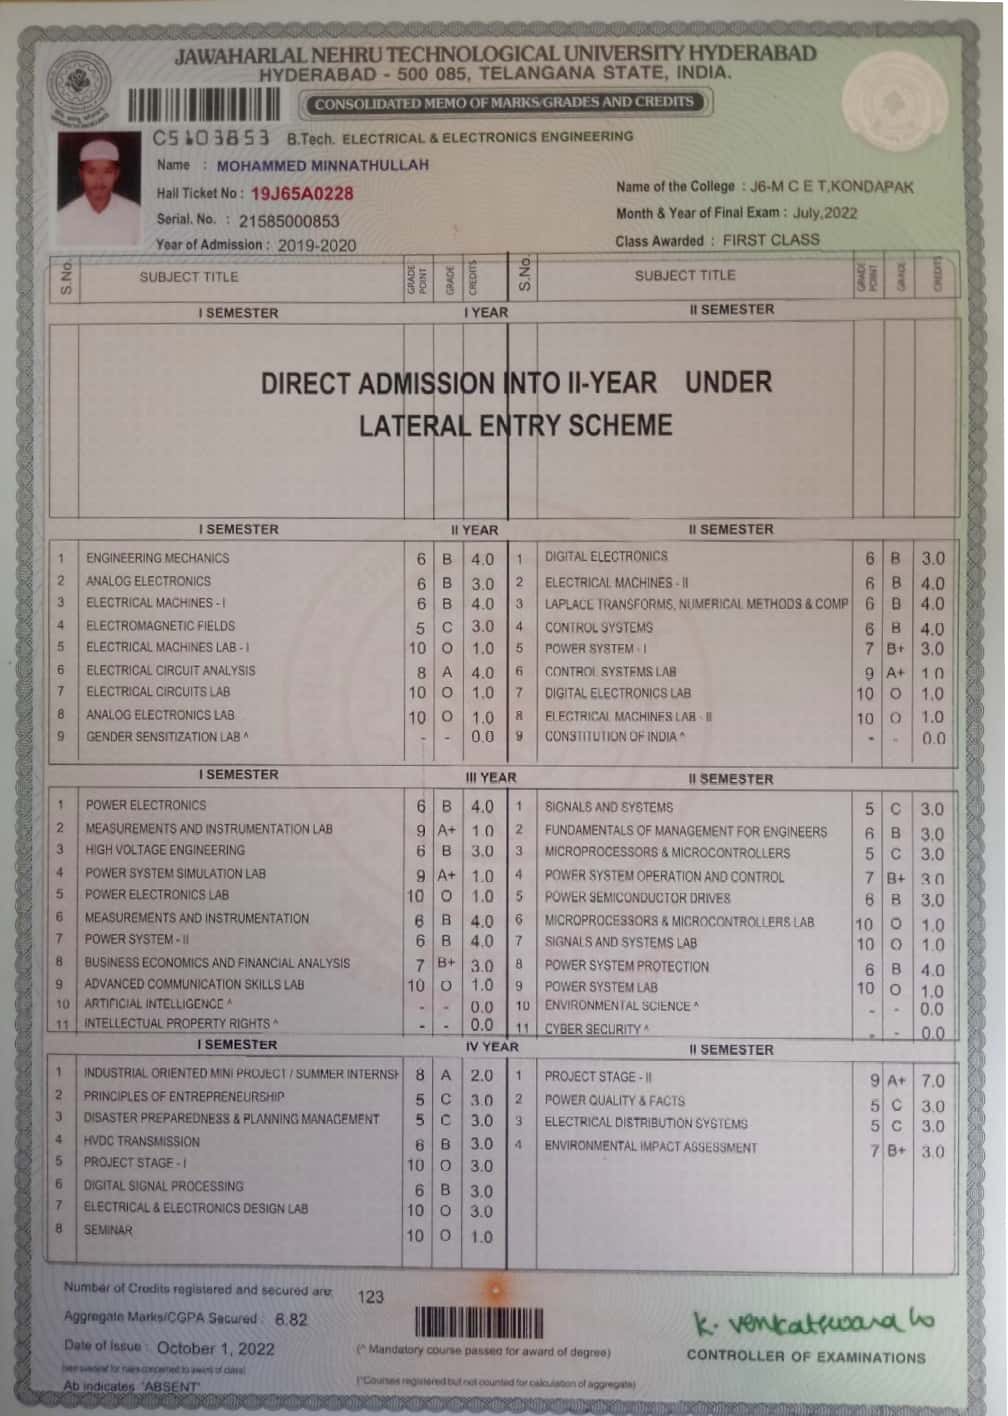 JAWAHARLAL NEHRU TECHNOLOGICAL UNIVERSITY HYDERABAD
HYDERABAD - 500 085, TELANGANA STATE, INDIA.
CONSOLIDATED MEMO OF MARKS/GRADES AND CREDITS
C5103853 B.Tech. ELECTRICAL & ELECTRONICS ENGINEERING
Name : MOHAMMED MINNATHULLAH
Hall Ticket No : 19J65A0228 Name of the College : J6-M C E T,KONDAPAK
Serial. No. : 21585000853 Month & Year of Final Exam : July,2022
Year of Admission : 2019-2020 Class Awarded : FIRST CLASS
S.No. SUBJECT TITLE GRADE POINT GRADE CREDITS S.No. SUBJECT TITLE GRADE POINT GRADE CREDITS
I SEMESTER I YEAR II SEMESTER
DIRECT ADMISSION INTO II-YEAR UNDER
LATERAL ENTRY SCHEME
I SEMESTER II YEAR II SEMESTER
1 ENGINEERING MECHANICS 6 B 4.0 1 DIGITAL ELECTRONICS 6 B 3.0
2 ANALOG ELECTRONICS 6 B 3.0 2 ELECTRICAL MACHINES - II 6 B 4.0
3 ELECTRICAL MACHINES - I 6 B 4.0 3 LAPLACE TRANSFORMS, NUMERICAL METHODS & COMP 6 B 4.0
4 ELECTROMAGNETIC FIELDS 5 C 3.0 4 CONTROL SYSTEMS 6 B 4.0
5 ELECTRICAL MACHINES LAB - I 10 O 1.0 5 POWER SYSTEM - I 7 B+ 3.0
6 ELECTRICAL CIRCUIT ANALYSIS 8 A 4.0 6 CONTROL SYSTEMS LAB 9 A+ 1.0
7 ELECTRICAL CIRCUITS LAB 10 O 1.0 7 DIGITAL ELECTRONICS LAB 10 O 1.0
8 ANALOG ELECTRONICS LAB 10 O 1.0 8 ELECTRICAL MACHINES LAB - II 10 O 1.0
9 GENDER SENSITIZATION LAB ^ - - 0.0 9 CONSTITUTION OF INDIA ^ - - 0.0
I SEMESTER III YEAR II SEMESTER
1 POWER ELECTRONICS 6 B 4.0 1 SIGNALS AND SYSTEMS 5 C 3.0
2 MEASUREMENTS AND INSTRUMENTATION LAB 9 A+ 1.0 2 FUNDAMENTALS OF MANAGEMENT FOR ENGINEERS 6 B 3.0
3 HIGH VOLTAGE ENGINEERING 6 B 3.0 3 MICROPROCESSORS & MICROCONTROLLERS 5 C 3.0
4 POWER SYSTEM SIMULATION LAB 9 A+ 1.0 4 POWER SYSTEM OPERATION AND CONTROL 7 B+ 3.0
5 POWER ELECTRONICS LAB 10 O 1.0 5 POWER SEMICONDUCTOR DRIVES 6 B 3.0
6 MEASUREMENTS AND INSTRUMENTATION 6 B 4.0 6 MICROPROCESSORS & MICROCONTROLLERS LAB 10 O 1.0
7 POWER SYSTEM - II 6 B 4.0 7 SIGNALS AND SYSTEMS LAB 10 O 1.0
8 BUSINESS ECONOMICS AND FINANCIAL ANALYSIS 7 B+ 3.0 8 POWER SYSTEM PROTECTION 6 B 4.0
9 ADVANCED COMMUNICATION SKILLS LAB 10 O 1.0 9 POWER SYSTEM LAB 10 O 1.0
10 ARTIFICIAL INTELLIGENCE ^ - - 0.0 10 ENVIRONMENTAL SCIENCE ^ - - 0.0
11 INTELLECTUAL PROPERTY RIGHTS ^ - - 0.0 11 CYBER SECURITY ^ - - 0.0
I SEMESTER IV YEAR II SEMESTER
1 INDUSTRIAL ORIENTED MINI PROJECT / SUMMER INTERNSH 8 A 2.0 1 PROJECT STAGE - II 9 A+ 7.0
2 PRINCIPLES OF ENTREPRENEURSHIP 5 C 3.0 2 POWER QUALITY & FACTS 5 C 3.0
3 DISASTER PREPAREDNESS & PLANNING MANAGEMENT 5 C 3.0 3 ELECTRICAL DISTRIBUTION SYSTEMS 5 C 3.0
4 HVDC TRANSMISSION 6 B 3.0 4 ENVIRONMENTAL IMPACT ASSESSMENT 7 B+ 3.0
5 PROJECT STAGE - I 10 O 3.0
6 DIGITAL SIGNAL PROCESSING 6 B 3.0
7 ELECTRICAL & ELECTRONICS DESIGN LAB 10 O 3.0
8 SEMINAR 10 O 1.0
Number of Credits registered and secured are: 123
Aggregate Marks/CGPA Secured : 6.82
K. Venkateswara
Date of Issue : October 1, 2022 (^ Mandatory course passed for award of degree) CONTROLLER OF EXAMINATIONS
Ab indicates 'ABSENT' (*Courses registered but not counted for calculation of aggregate)